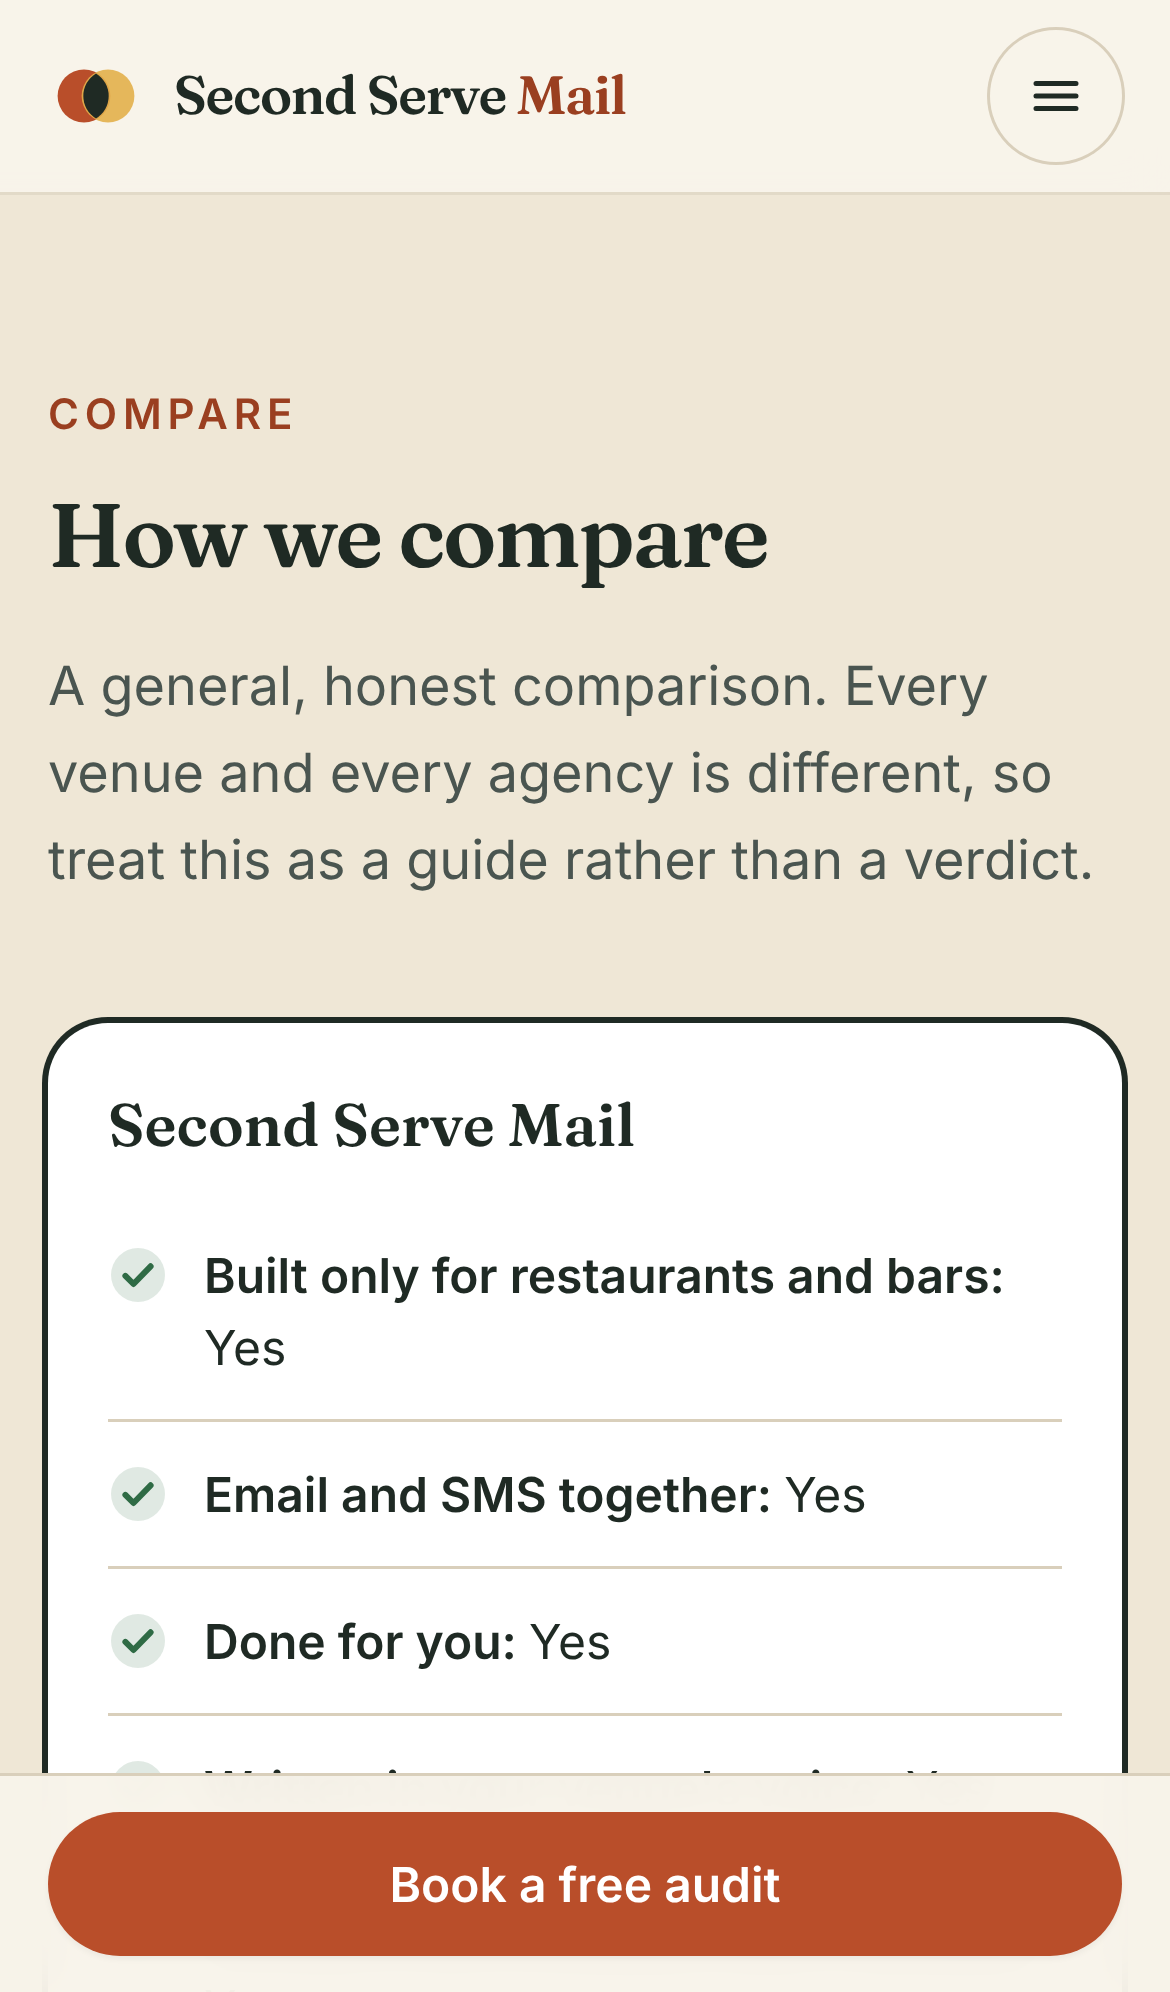 Second Serve Mail
COMPARE
How we compare
A general, honest comparison. Every
venue and every agency is different, so
treat this as a guide rather than a verdict.
Second Serve Mail
Built only for restaurants and bars:
Yes
Email and SMS together: Yes
Done for you: Yes
Book a free audit